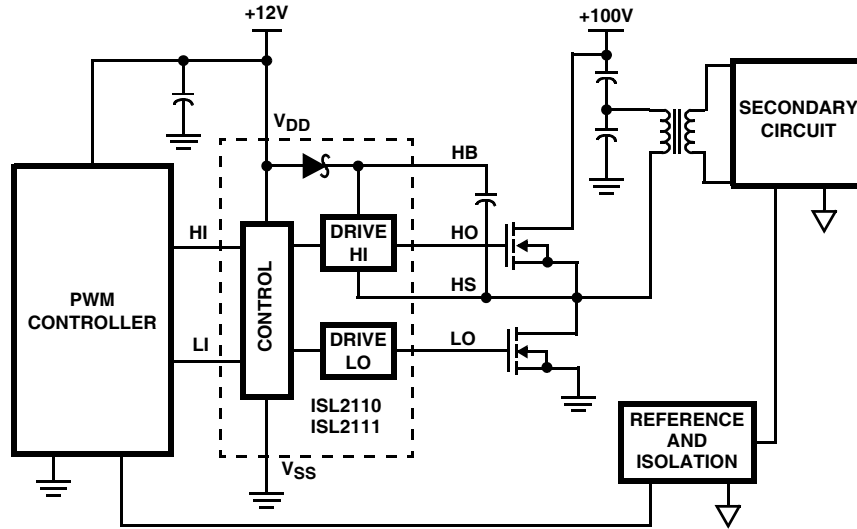 +12V
+100V
SECONDARY
CIRCUIT
VDD
HB
HI
DRIVE
HI
HO
PWM
CONTROLLER
CONTROL
HS
LI
DRIVE
LO
LO
ISL2110
ISL2111
REFERENCE
AND
ISOLATION
VSS